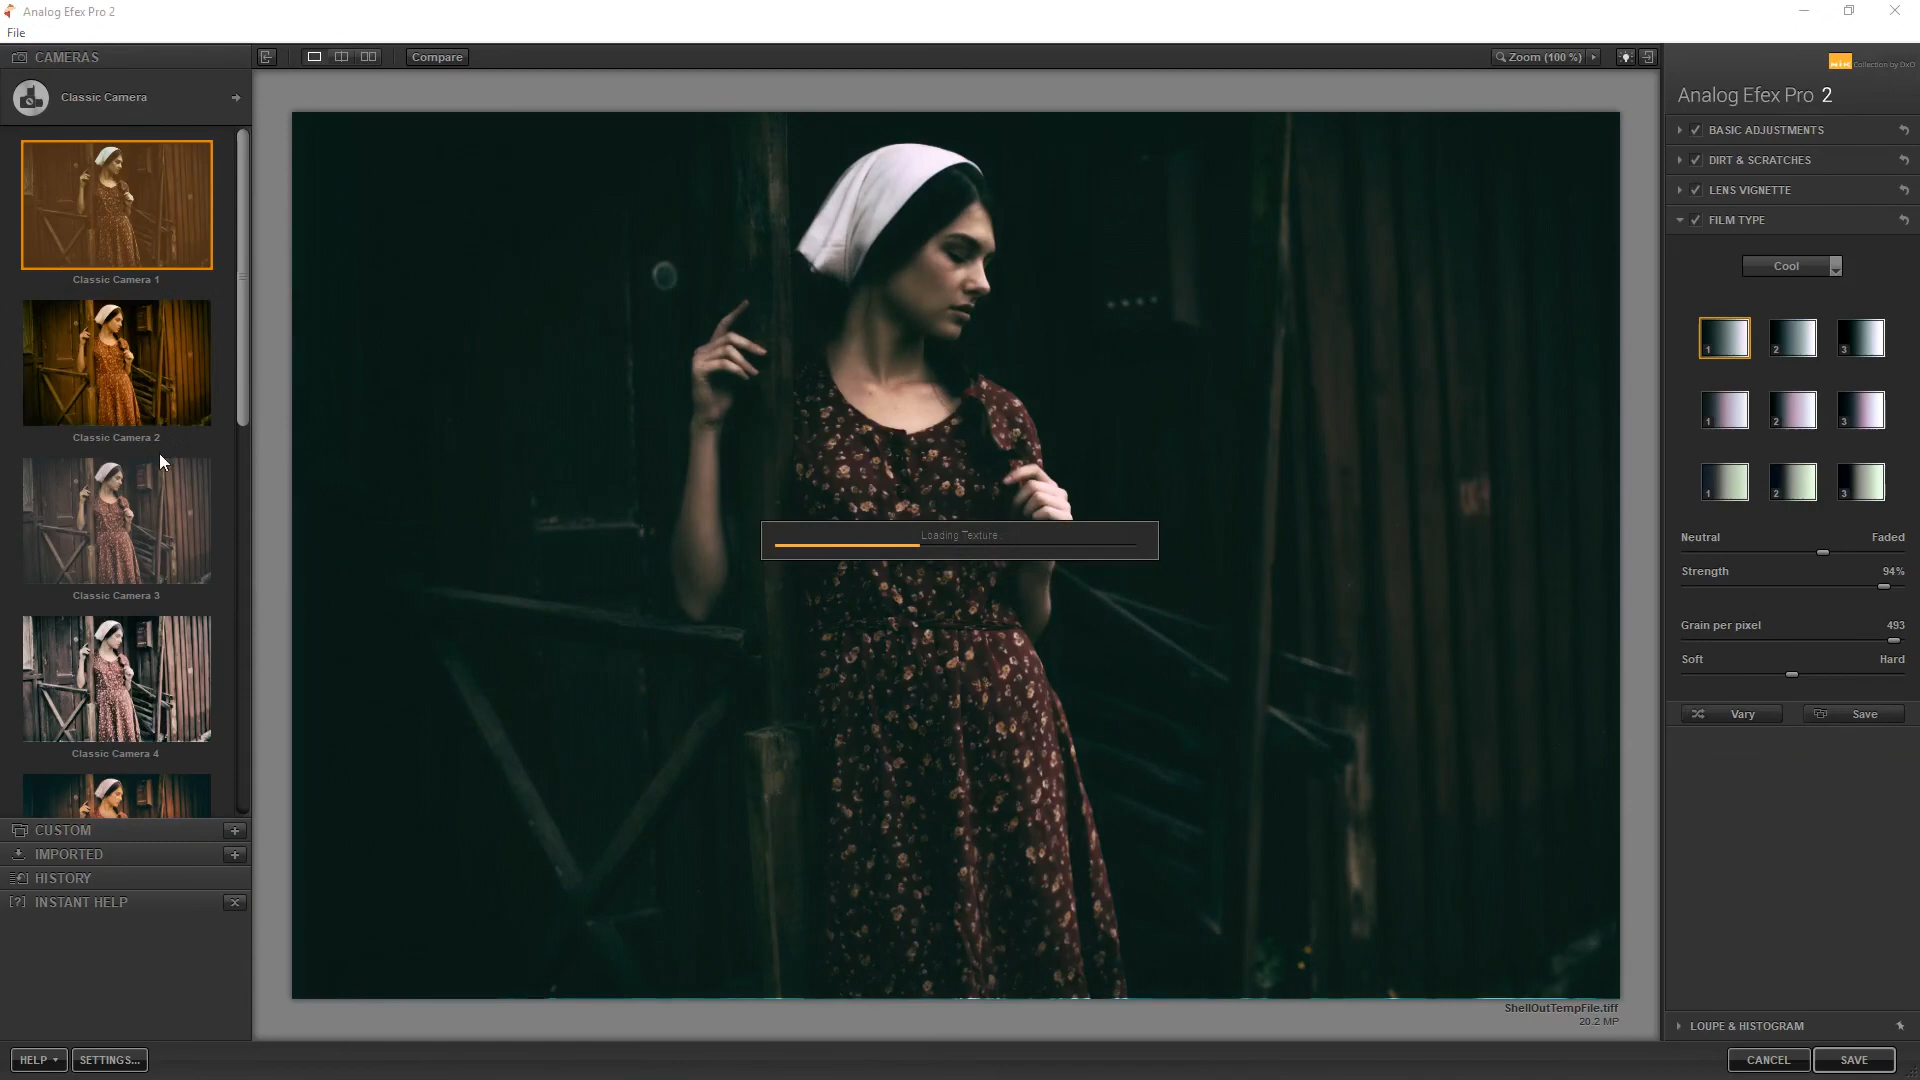 Analog Efex Pro 2
File
CAMERAS
Compare
Zoom (100 %)
Collection by DxO
Classic Camera
Analog Efex Pro 2
BASIC ADJUSTMENTS
DIRT & SCRATCHES
LENS VIGNETTE
FILM TYPE
Cool
1 2 3
1 2 3
1 2 3
Neutral Faded
Strength 94%
Grain per pixel 493
Soft Hard
Vary Save
Classic Camera 1
Classic Camera 2
Classic Camera 3
Classic Camera 4
Loading Texture .
CUSTOM
IMPORTED
HISTORY
[?] INSTANT HELP
ShellOutTempFile.tiff
20.2 MP
LOUPE & HISTOGRAM
HELP
SETTINGS...
CANCEL
SAVE